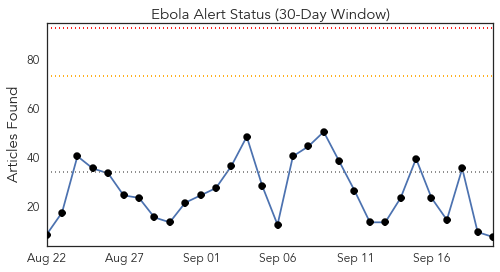 Ebola Alert Status (30-Day Window)
Articles Found
80
60
40
20
Aug 22 Aug 27 Sep 01 Sep 06 Sep 11 Sep 16